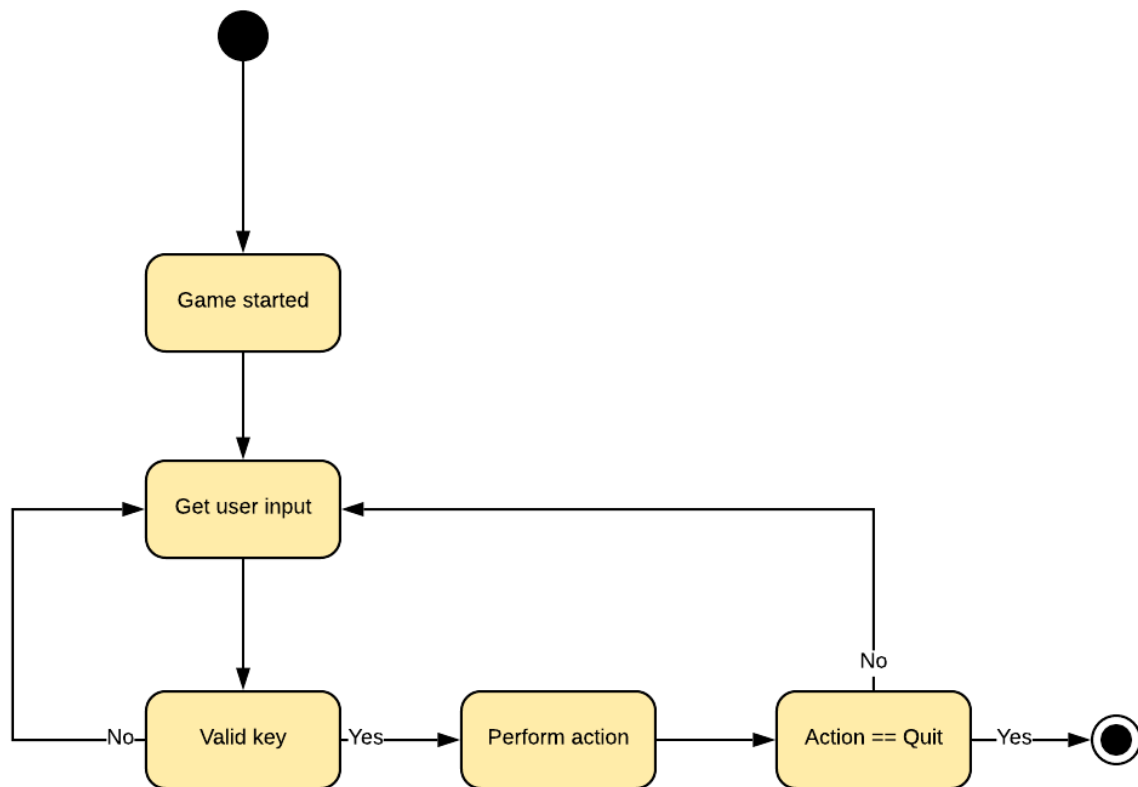 Game started
Get user input
No
No
Valid key
Yes
Perform action
Action == Quit
Yes